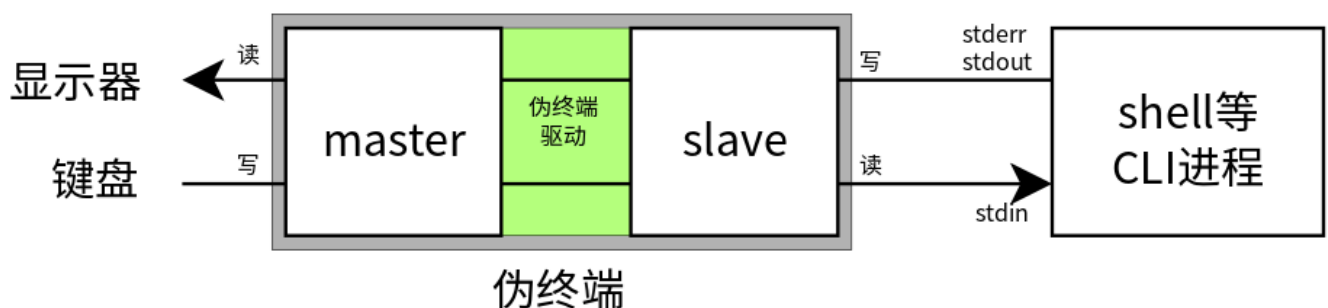 显示器
键盘
读
写
master
伪终端
驱动
slave
写
读
stderr
stdout
stdin
shell等
CLI进程
伪终端